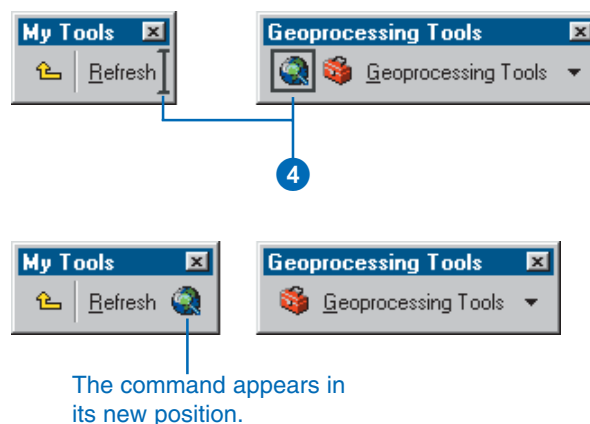 My Tools
Refresh
Geoprocessing Tools
Geoprocessing Tools
4
My Tools
Refresh
Geoprocessing Tools
Geoprocessing Tools
The command appears in
its new position.